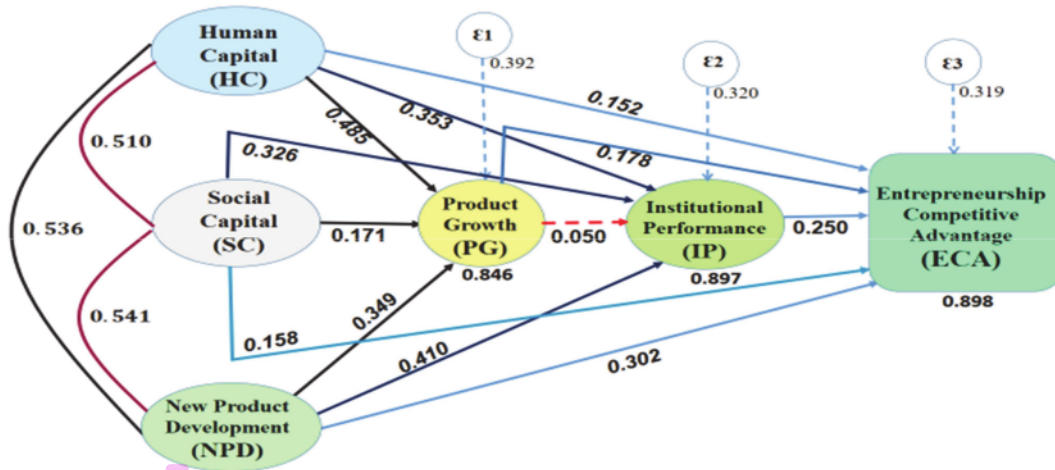 Human
Capital
(HC)
ε1
0.392
ε2
0.320
ε3
0.319
0.152
0.353
0.485
0.510
0.326
0.178
Social
Capital
(SC)
0.171
Product
Growth
(PG)
0.846
0.050
Institutional
Performance
(IP)
0.897
0.250
Entrepreneurship
Competitive
Advantage
(ECA)
0.898
0.536
0.541
0.158
0.349
0.410
0.302
New Product
Development
(NPD)